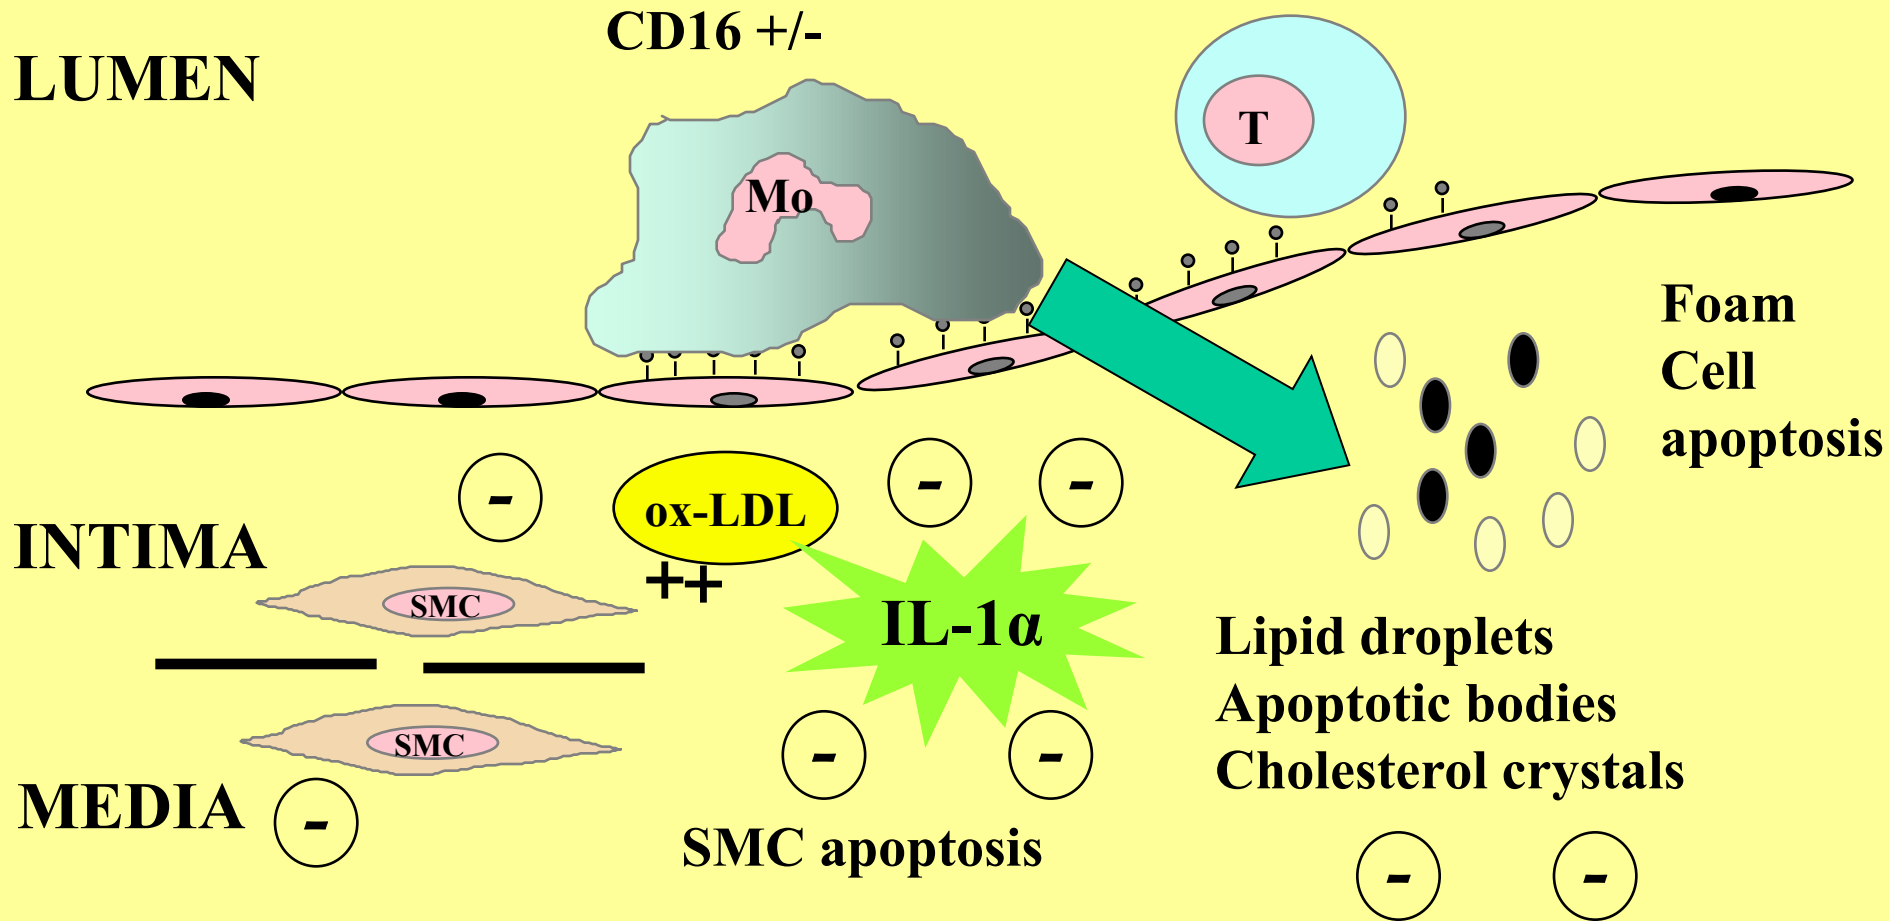 CD16 +/-
LUMEN
T
Mo
Foam
Cell
apoptosis
-
-
-
ox-LDL
INTIMA
++
SMC
IL-1α
Lipid droplets
Apoptotic bodies
Cholesterol crystals
SMC
-
-
MEDIA
-
SMC apoptosis
-
-